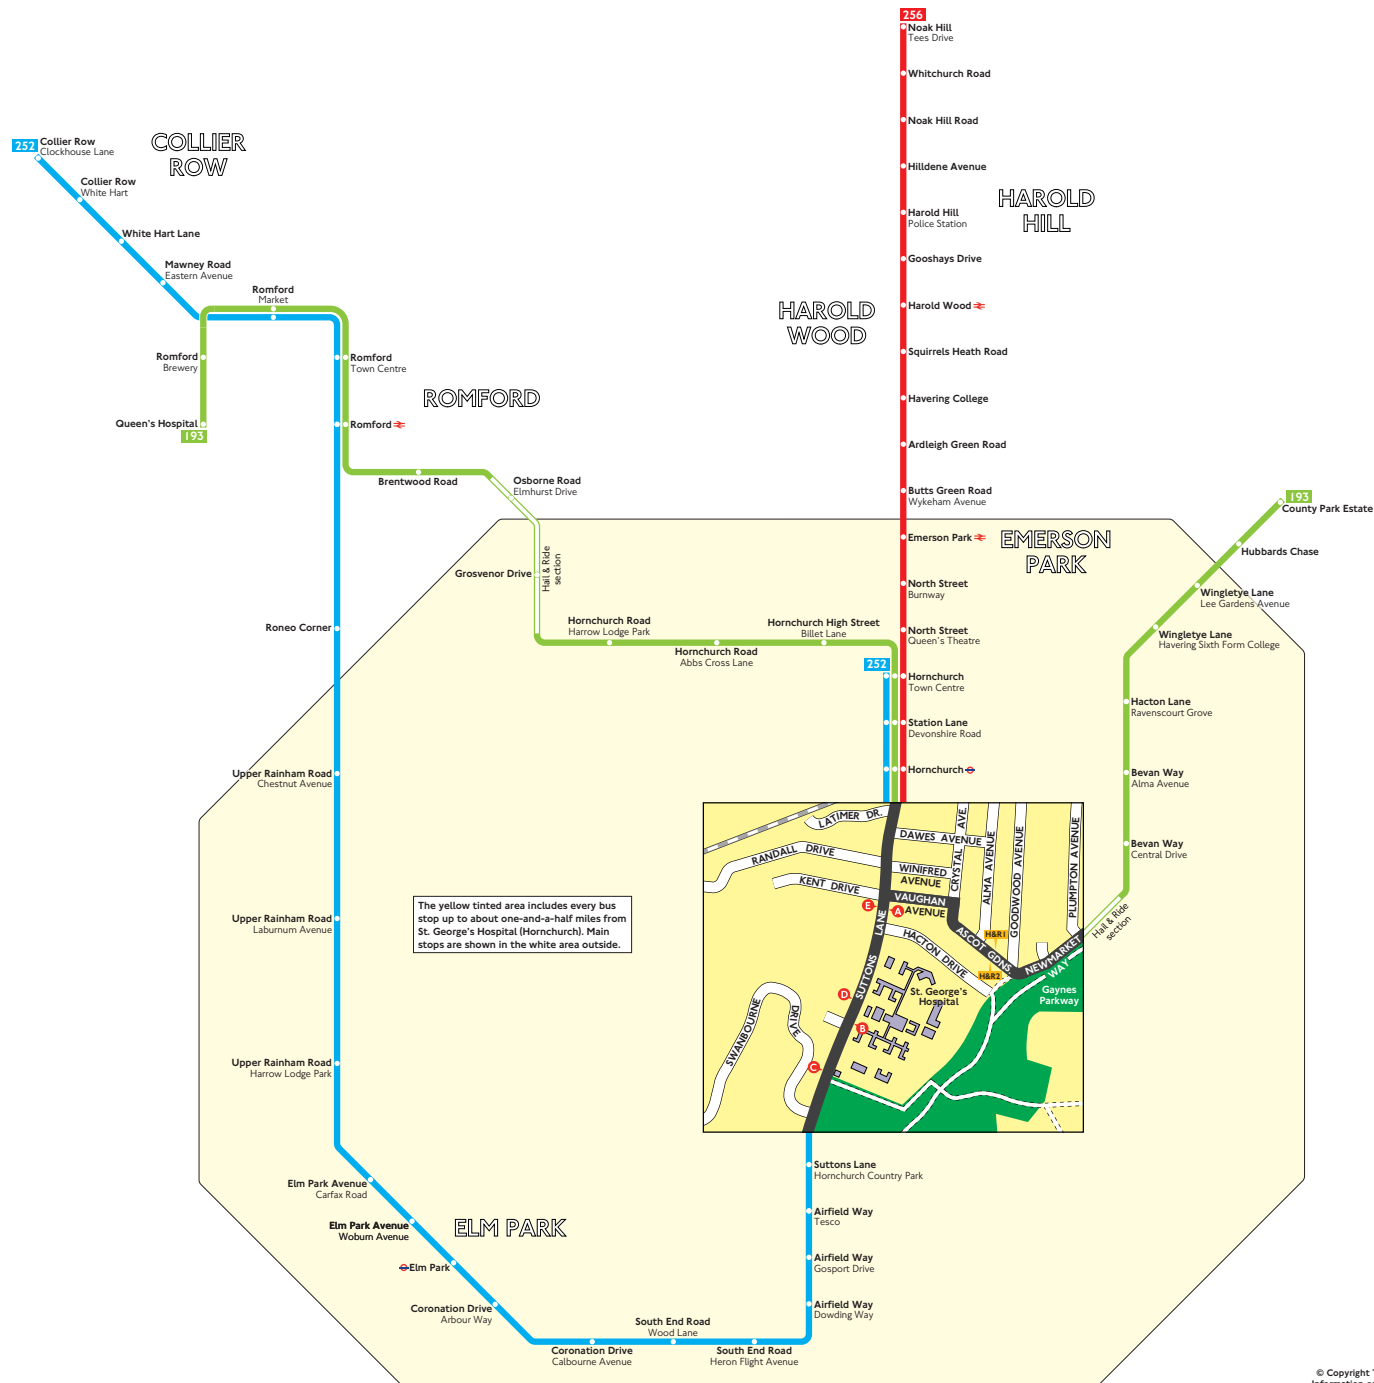 256
Noak Hill
Tees Drive
Whitchurch Road
Noak Hill Road
Hilldene Avenue
Harold Hill
Police Station
Gooshays Drive
Harold Wood
Squirrels Heath Road
Havering College
Ardleigh Green Road
Butts Green Road
Wykeham Avenue
Emerson Park
North Street
Burnway
North Street
Queen's Theatre
Hornchurch
Town Centre
Station Lane
Devonshire Road
Hornchurch
HAROLD
HILL
HAROLD
WOOD
EMERSON
PARK
252
Collier Row
Clockhouse Lane
COLLIER
ROW
Collier Row
White Hart
White Hart Lane
Mawney Road
Eastern Avenue
Romford
Market
Romford
Brewery
Queen's Hospital
193
Romford
Town Centre
Romford
ROMFORD
Brentwood Road
Osborne Road
Elmhurst Drive
Grosvenor Drive
Hail & Ride
section
Hornchurch Road
Harrow Lodge Park
Hornchurch Road
Abbs Cross Lane
Hornchurch High Street
Billet Lane
252
193
County Park Estate
Hubbards Chase
Wingletye Lane
Lee Gardens Avenue
Wingletye Lane
Havering Sixth Form College
Hacton Lane
Ravenscourt Grove
Bevan Way
Alma Avenue
Bevan Way
Central Drive
Hail & Ride
section
Roneo Corner
Upper Rainham Road
Chestnut Avenue
Upper Rainham Road
Laburnum Avenue
Upper Rainham Road
Harrow Lodge Park
Elm Park Avenue
Carfax Road
Elm Park Avenue
Woburn Avenue
ELM PARK
Elm Park
Coronation Drive
Arbour Way
Coronation Drive
Calbourne Avenue
South End Road
Wood Lane
South End Road
Heron Flight Avenue
Suttons Lane
Hornchurch Country Park
Airfield Way
Tesco
Airfield Way
Gosport Drive
Airfield Way
Dowding Way
The yellow tinted area includes every bus
stop up to about one-and-a-half miles from
St. George's Hospital (Hornchurch). Main
stops are shown in the white area outside.
LATIMER DR.
DAWES AVENUE
RANDALL DRIVE
WINIFRED
AVENUE
KENT DRIVE
VAUGHAN
AVENUE
CRYSTAL AVE.
ALMA AVENUE
GOODWOOD AVENUE
PLUMPTON AVENUE
E
A
SUTTONS LANE
HACTON DRIVE
ASCOT GDNS
H&R1
H&R2
NEWMARKET
WAY
St. George's
Hospital
Gaynes
Parkway
D
B
C
SWANBOURNE
DRIVE
© Copyright